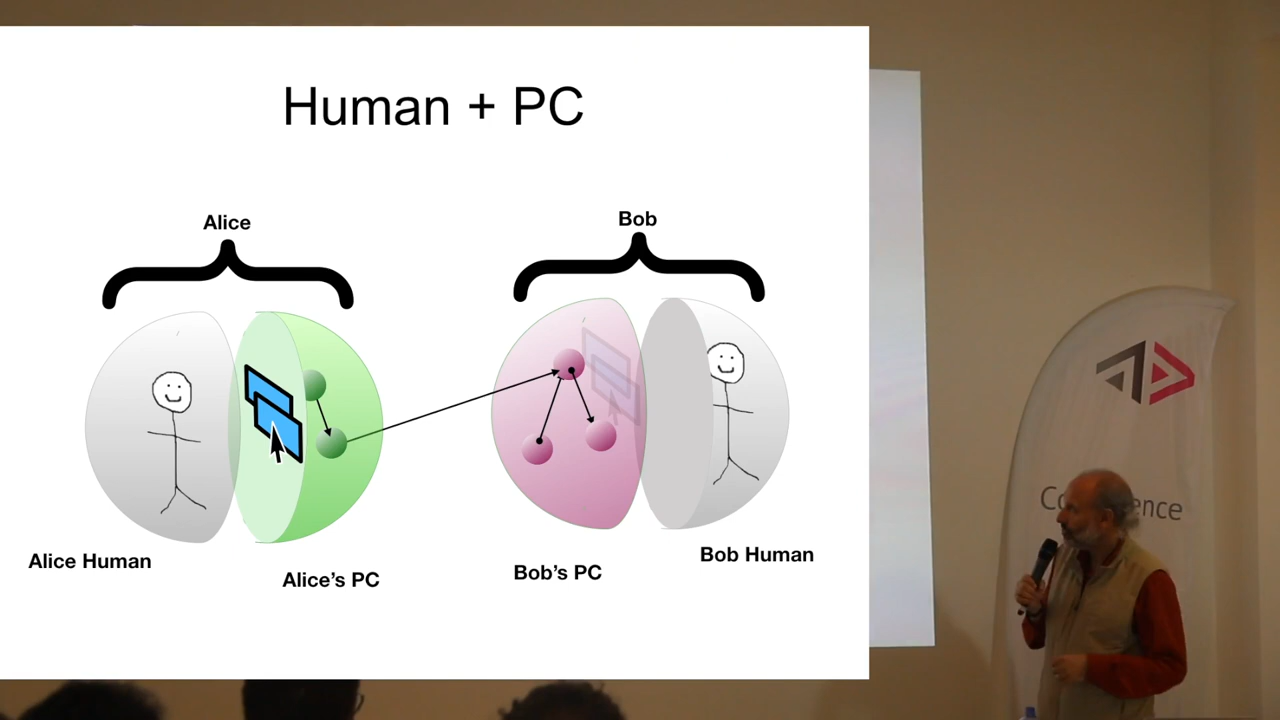 Human + PC
Alice
Bob
Alice Human
Alice's PC
Bob's PC
Bob Human